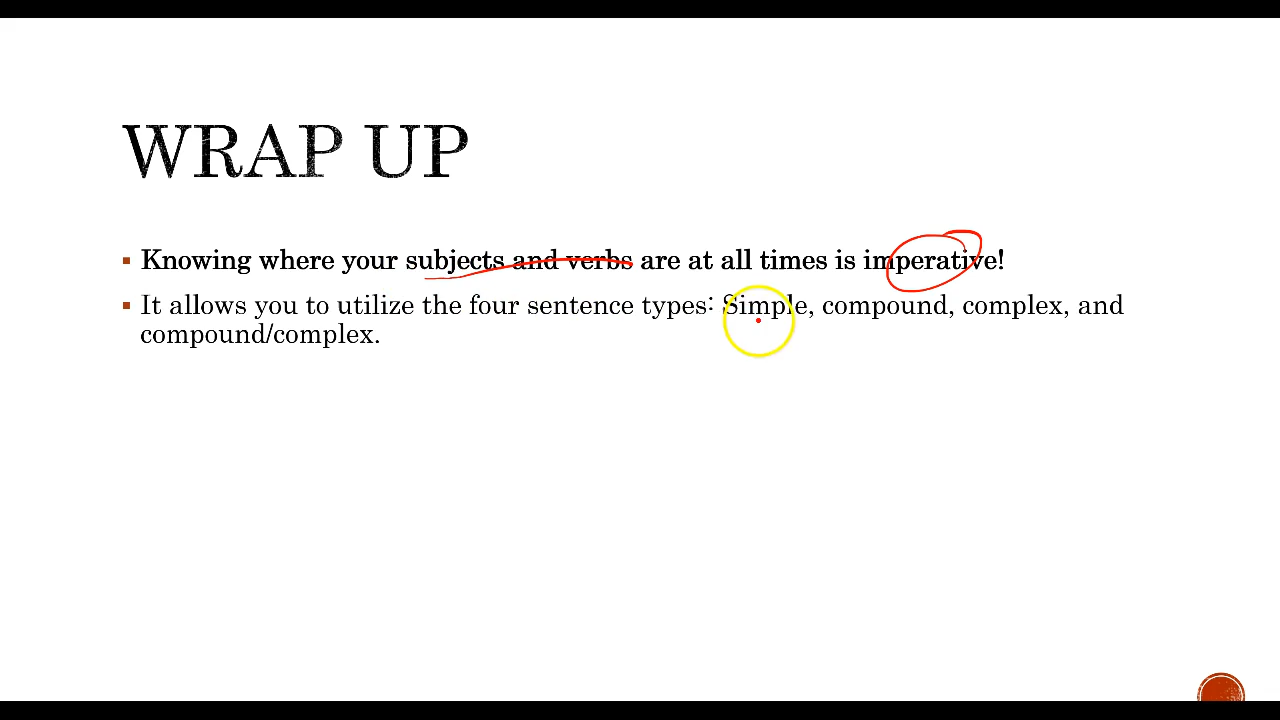 WRAP UP
Knowing where your subjects and verbs are at all times is imperative!
It allows you to utilize the four sentence types: Simple, compound, complex, and
compound/complex.